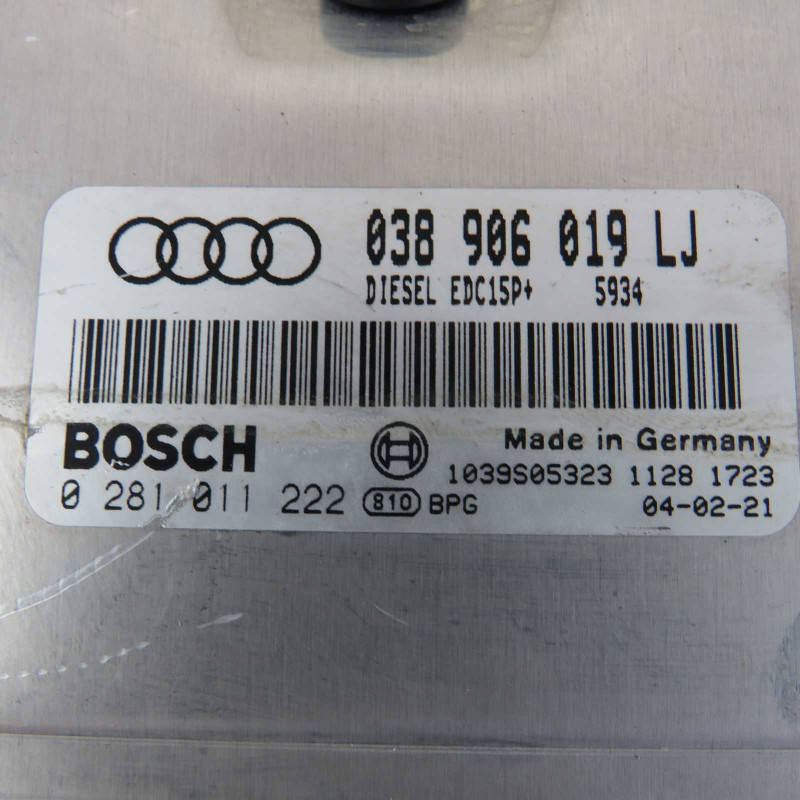 038 906 019 LJ
DIESEL EDC15P+ 5934
BOSCH
Made in Germany
1039S05323 1128 1723
0 281 011 222 810 BPG 04-02-21